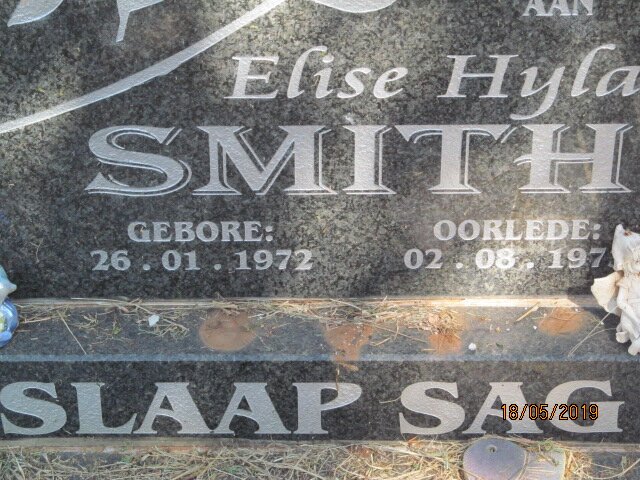 AAN
Elise Hyla
SMITH
GEBORE: OORLEDE:
26 . 01 . 1972 02 . 08 . 197
SLAAP SAG
18/05/2019